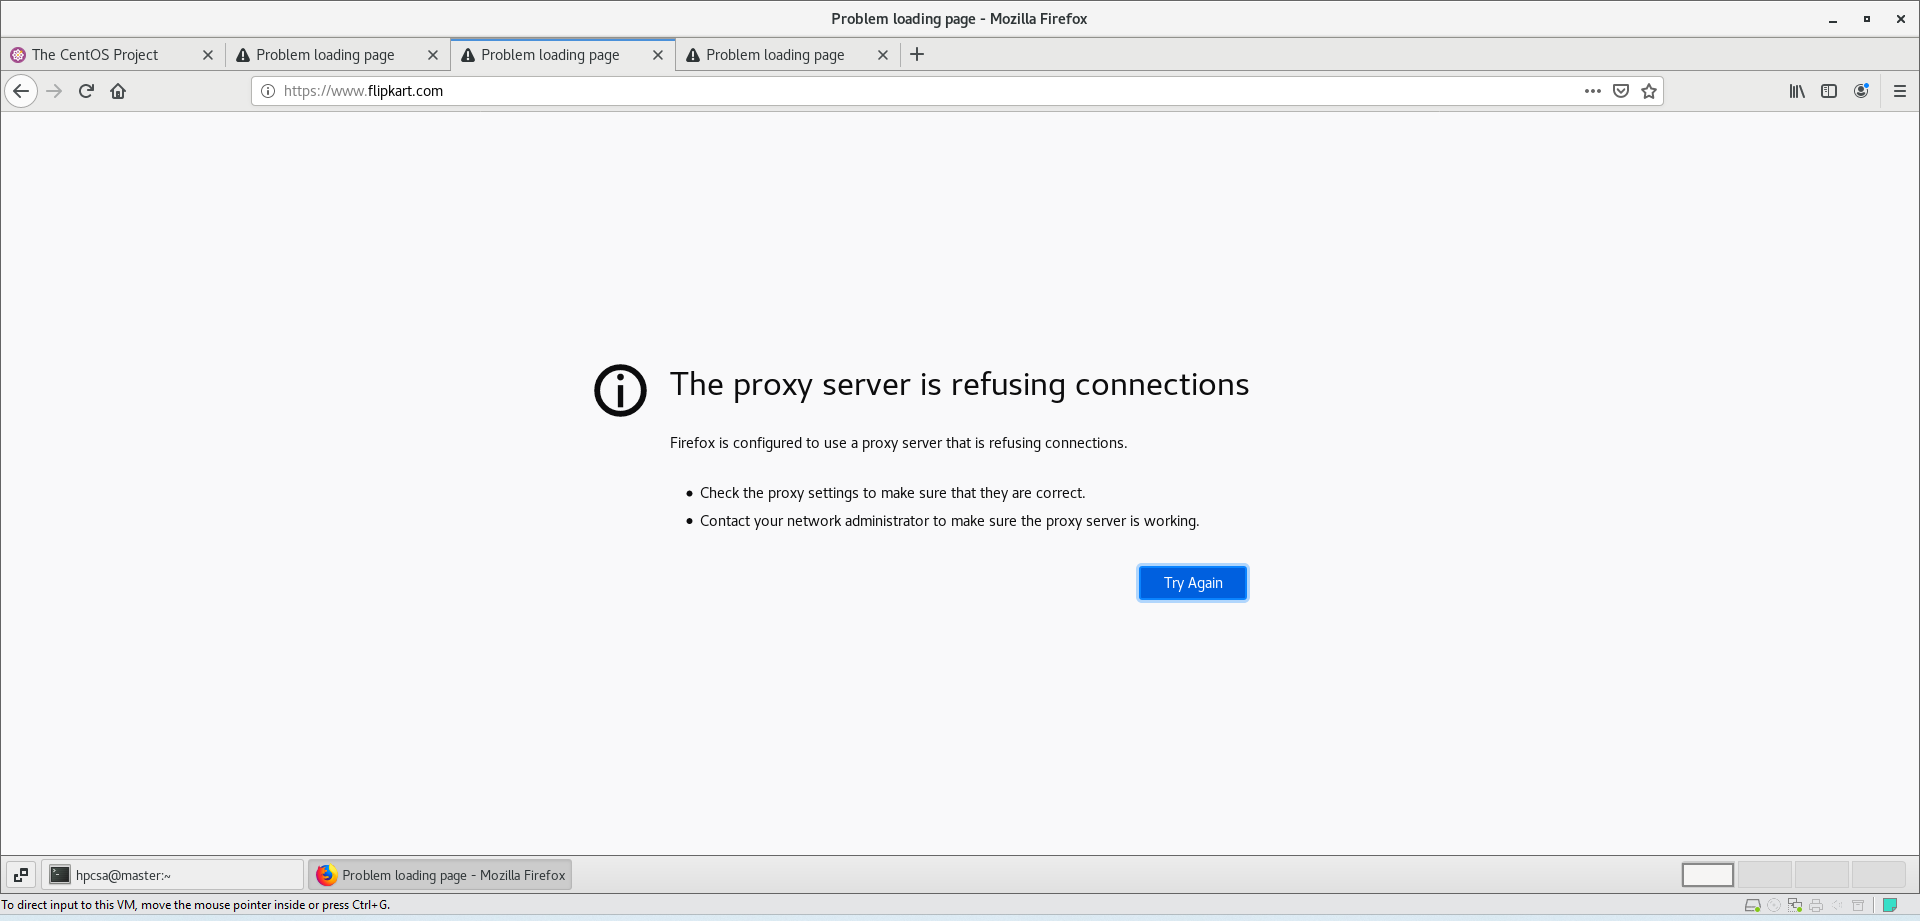 Problem loading page - Mozilla Firefox
The CentOS Project
Problem loading page
Problem loading page
Problem loading page
https://www.flipkart.com
The proxy server is refusing connections
Firefox is configured to use a proxy server that is refusing connections.
Check the proxy settings to make sure that they are correct.
Contact your network administrator to make sure the proxy server is working.
Try Again
hpcsa@master:~
Problem loading page - Mozilla Firefox
To direct input to this VM, move the mouse pointer inside or press Ctrl+G.